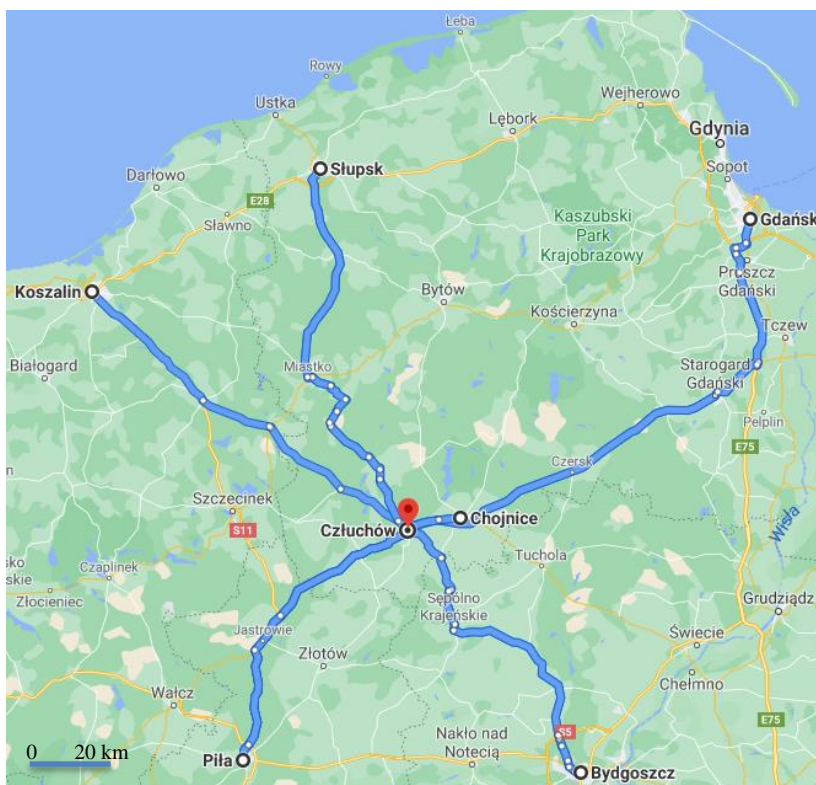 Łeba
Rowy
Wejherowo
Ustka
Lębork
Gdynia
Sopot
Słupsk
Darłowo
E28
Sławno
Kaszubski
Park
Krajobrazowy
Gdańsk
Pruszcz
Gdański
Koszalin
Bytów
Kościerzyna
Tczew
Białogard
Miastko
Starogard
Gdański
Pelplin
E75
Czersk
Szczecinek
S11
Chojnice
Człuchów
Wisła
Tuchola
Czaplinek
Złocieniec
Sępólno
Krajeńskie
Grudziądz
Jastrowie
Złotów
Świecie
Chełmno
Wałcz
E75
S5
Nakło nad
Notecią
0 20 km
Piła
Bydgoszcz